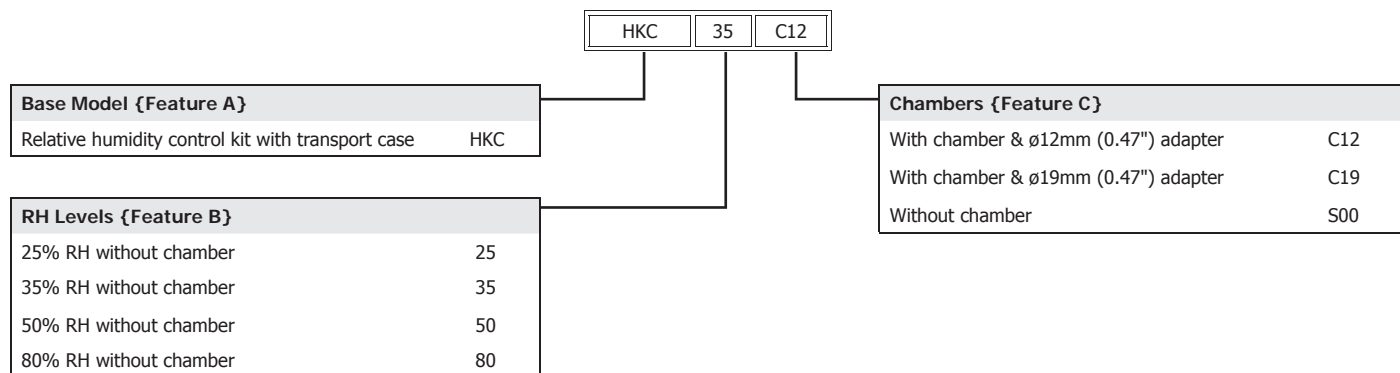 HKC 35 C12
Base Model {Feature A}
Relative humidity control kit with transport case HKC
RH Levels {Feature B}
25% RH without chamber 25
35% RH without chamber 35
50% RH without chamber 50
80% RH without chamber 80
Chambers {Feature C}
With chamber & ø12mm (0.47") adapter C12
With chamber & ø19mm (0.47") adapter C19
Without chamber S00